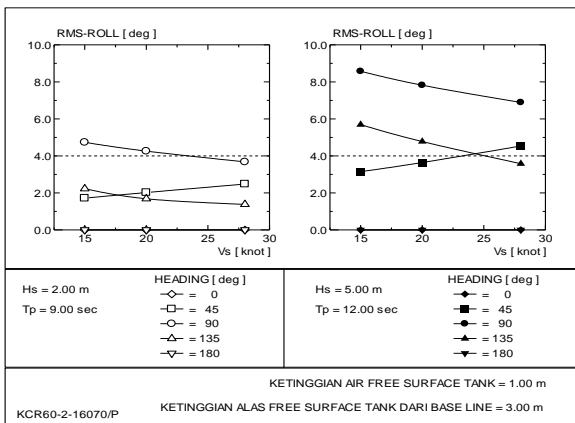 RMS-ROLL [ deg ]
10.0
8.0
6.0
4.0
2.0
0.0
15 20 25 30
Vs [ knot ]
RMS-ROLL [ deg ]
10.0
8.0
6.0
4.0
2.0
0.0
15 20 25 30
Vs [ knot ]
Hs = 2.00 m
Tp = 9.00 sec
HEADING [ deg ]
= 0
= 45
= 90
= 135
= 180
Hs = 5.00 m
Tp = 12.00 sec
HEADING [ deg ]
= 0
= 45
= 90
= 135
= 180
KETINGGIAN AIR FREE SURFACE TANK = 1.00 m
KCR60-2-16070/P
KETINGGIAN ALAS FREE SURFACE TANK DARI BASE LINE = 3.00 m